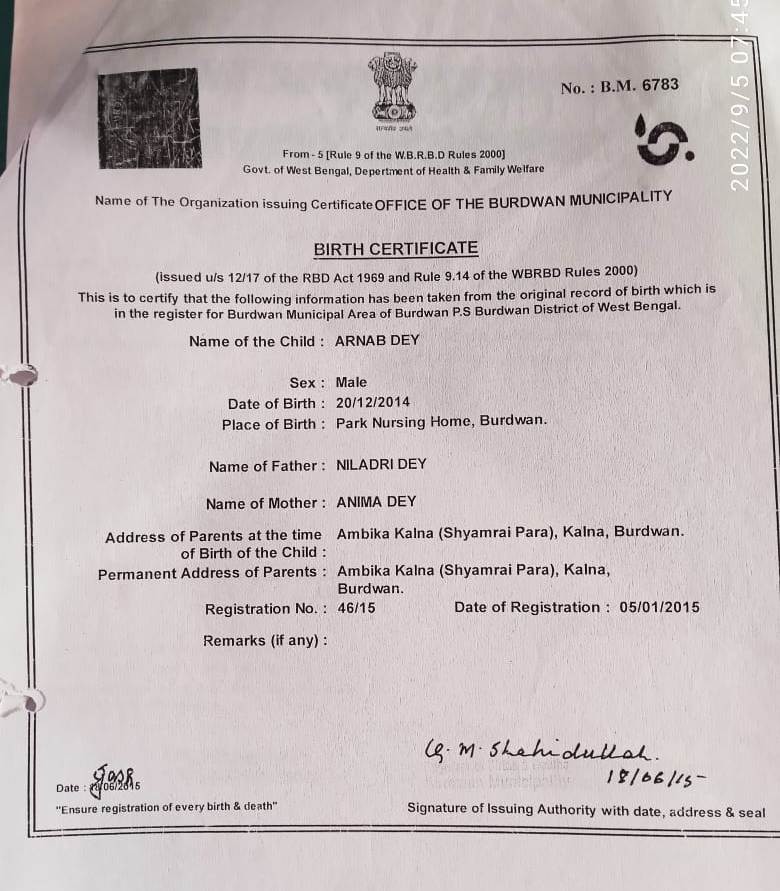 2022/9/5 07:45
No. : B.M. 6783
From - 5 [Rule 9 of the W.B.R.B.D Rules 2000]
Govt. of West Bengal, Depertment of Health & Family Welfare
Name of The Organization issuing Certificate OFFICE OF THE BURDWAN MUNICIPALITY
BIRTH CERTIFICATE
(issued u/s 12/17 of the RBD Act 1969 and Rule 9.14 of the WBRBD Rules 2000)
This is to certify that the following information has been taken from the original record of birth which is
in the register for Burdwan Municipal Area of Burdwan P.S Burdwan District of West Bengal.
Name of the Child : ARNAB DEY
Sex : Male
Date of Birth : 20/12/2014
Place of Birth : Park Nursing Home, Burdwan.
Name of Father : NILADRI DEY
Name of Mother : ANIMA DEY
Address of Parents at the time Ambika Kalna (Shyamrai Para), Kalna, Burdwan.
of Birth of the Child :
Permanent Address of Parents : Ambika Kalna (Shyamrai Para), Kalna,
Burdwan.
Registration No. : 46/15 Date of Registration : 05/01/2015
Remarks (if any) :
G. M. Shahidullah.
18/06/15
Date : /06/2015
"Ensure registration of every birth & death"
Signature of Issuing Authority with date, address & seal